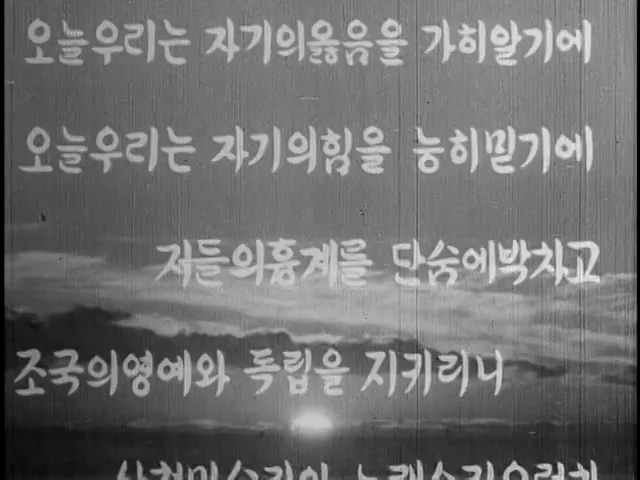 오늘우리는 자기의옳음을 가히알기에
오늘우리는 자기의힘을 능히믿기에
저들의흉계를 단숨에박차고
조국의영예와 독립을 지키리니